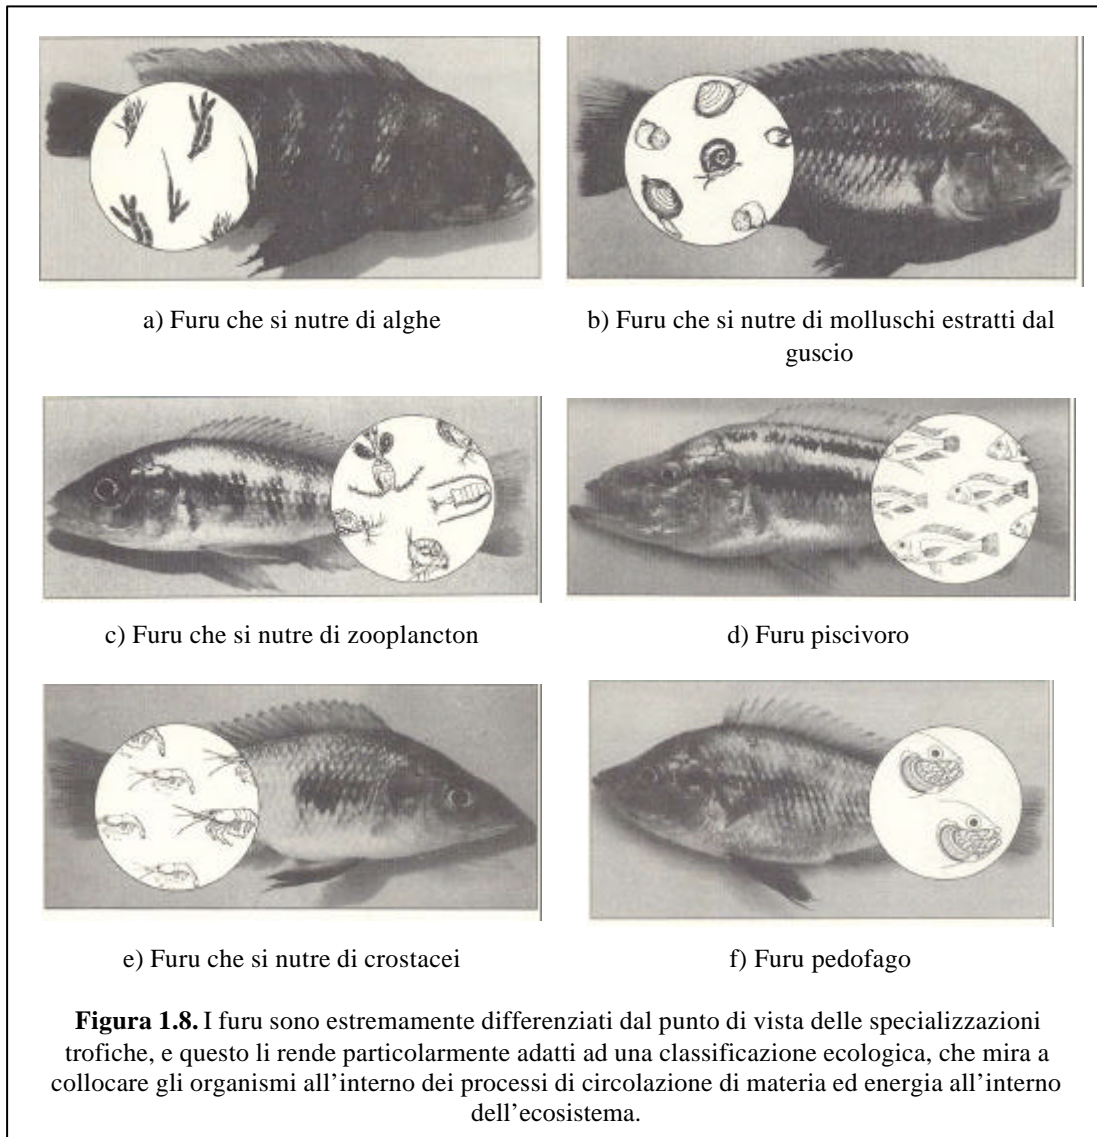 a) Furu che si nutre di alghe
b) Furu che si nutre di molluschi estratti dal
guscio
c) Furu che si nutre di zooplancton
d) Furu piscivoro
e) Furu che si nutre di crostacei
f) Furu pedofago
Figura 1.8. I furu sono estremamente differenziati dal punto di vista delle specializzazioni
trofiche, e questo li rende particolarmente adatti ad una classificazione ecologica, che mira a
collocare gli organismi all'interno dei processi di circolazione di materia ed energia all'interno
dell'ecosistema.